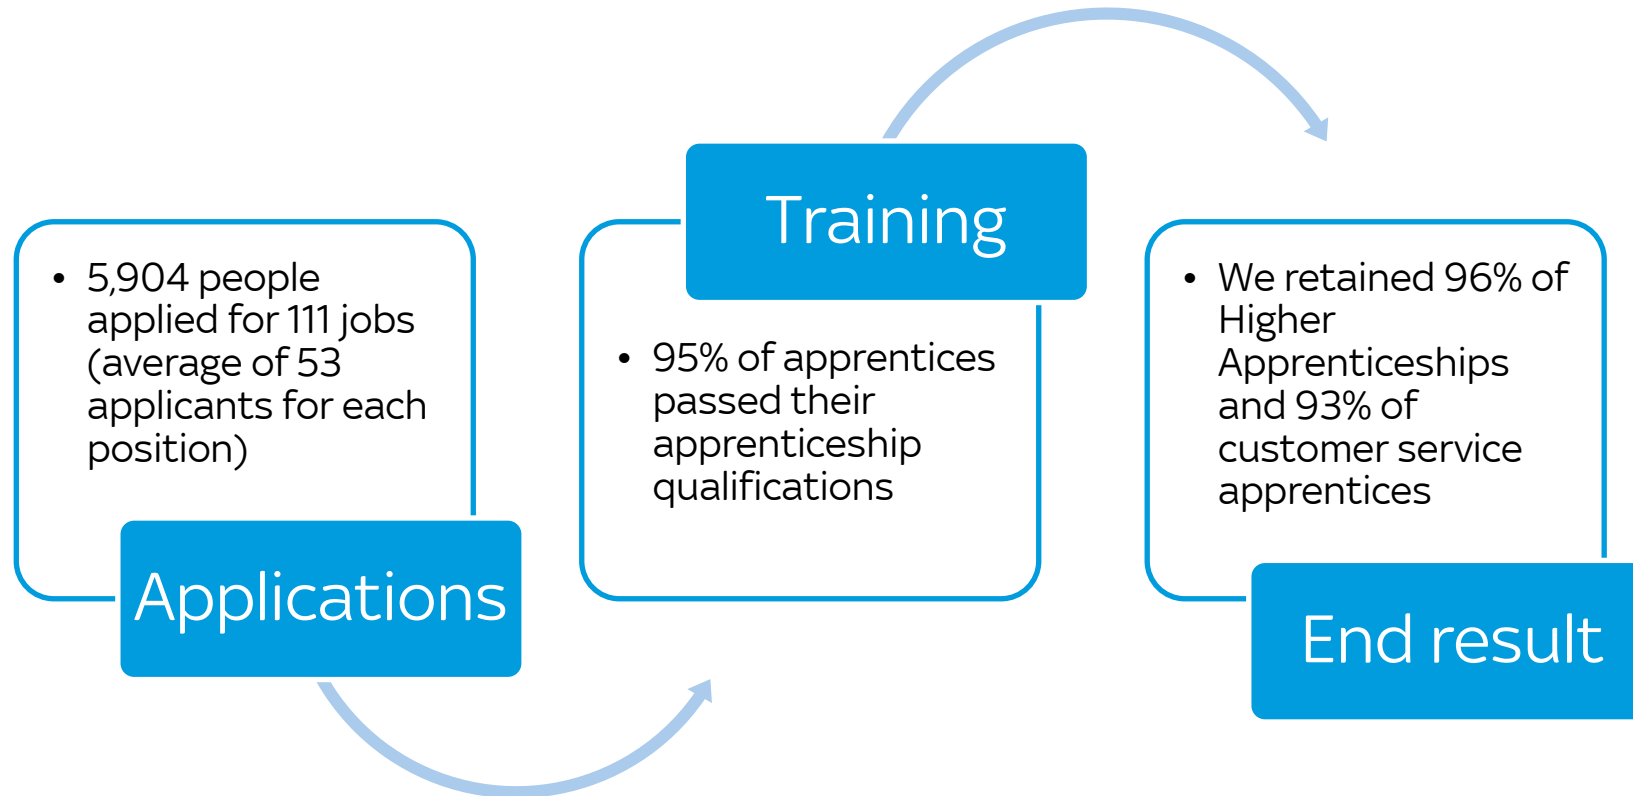 • 5,904 people
applied for 111 jobs
(average of 53
applicants for each
position)
Applications
Training
• 95% of apprentices
passed their
apprenticeship
qualifications
• We retained 96% of
Higher
Apprenticeships
and 93% of
customer service
apprentices
End result